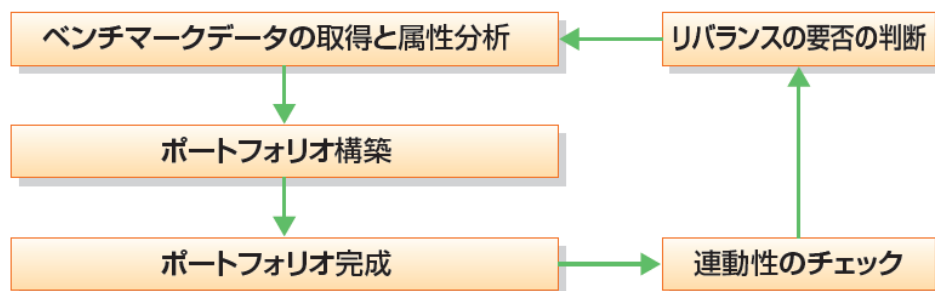 ベンチマークデータの取得と属性分析
リバランスの要否の判断
ポートフォリオ構築
ポートフォリオ完成
連動性のチェック